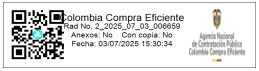 Colombia Compra Eficiente
Rad No. 2_2025_07_03_006659
Anexos: No Con copia: No
Fecha: 03/07/2025 15:30:34
Agencia Nacional
de Contratación Pública
Colombia Compra Eficiente